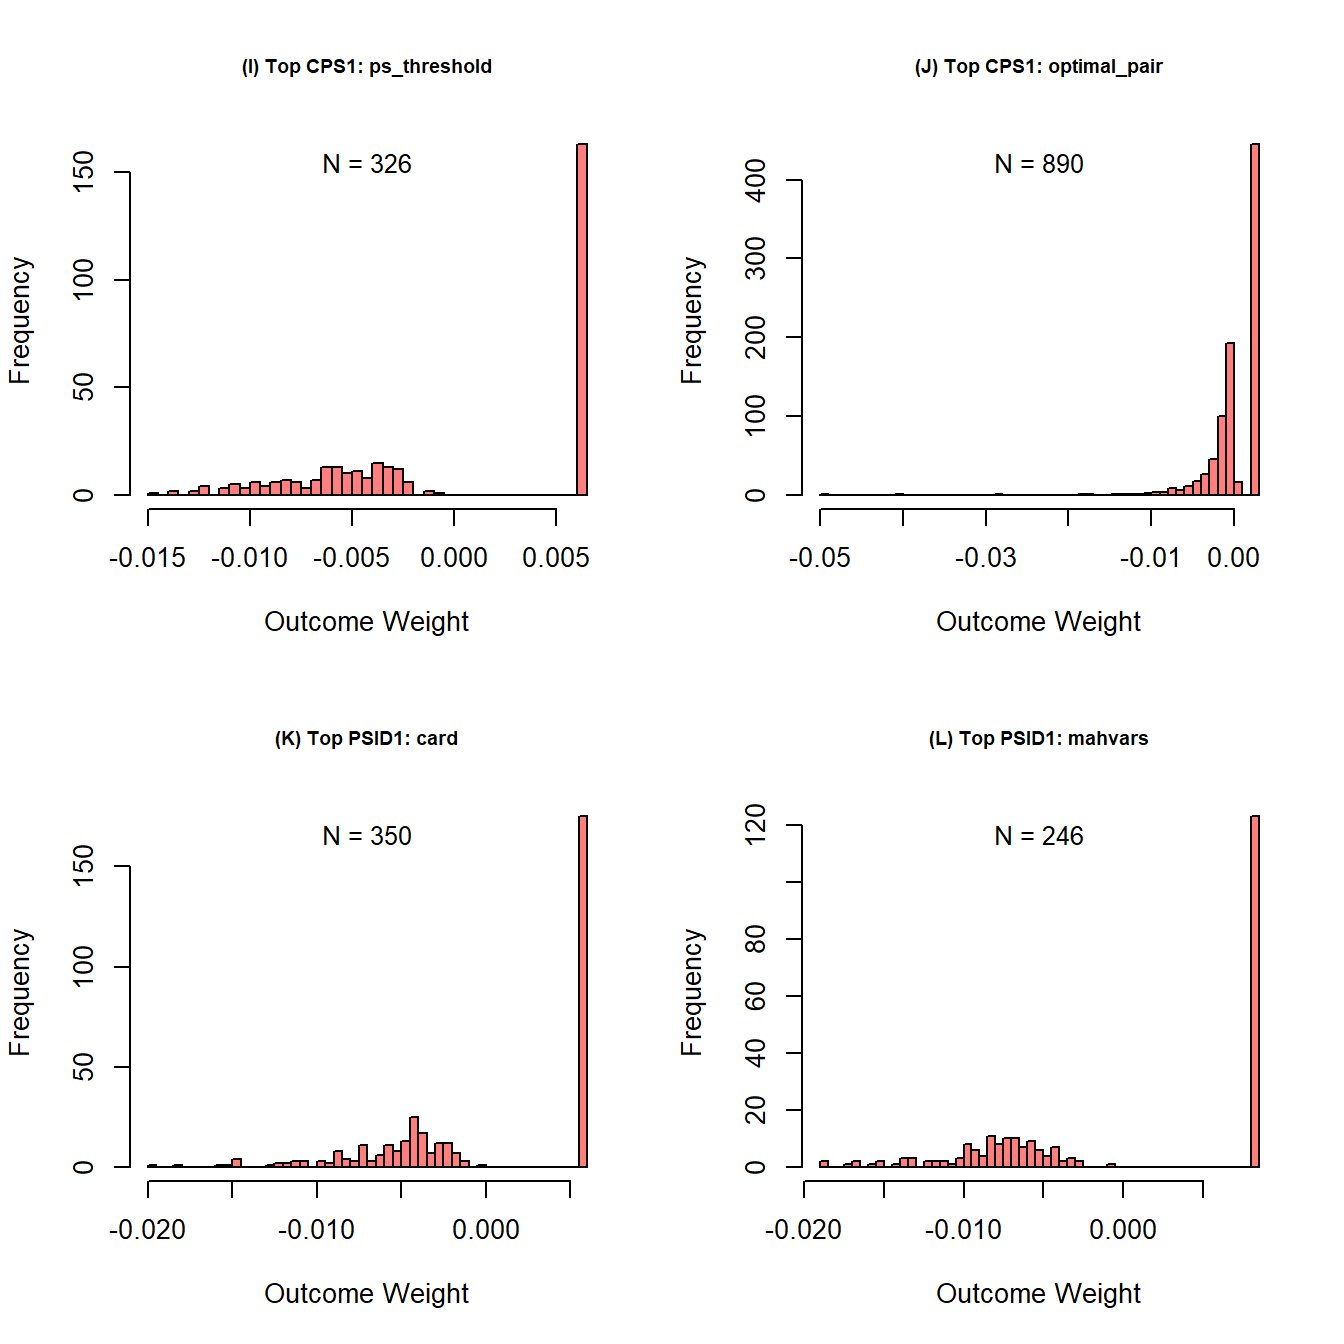 (I) Top CPS1: ps_threshold
N = 326
Frequency
0
50
100
150
-0.015 -0.010 -0.005 0.000 0.005
Outcome Weight
(J) Top CPS1: optimal_pair
N = 890
Frequency
0
100
200
300
400
-0.05 -0.03 -0.01 0.00
Outcome Weight
(K) Top PSID1: card
N = 350
Frequency
0
50
100
150
-0.020 -0.010 0.000
Outcome Weight
(L) Top PSID1: mahvars
N = 246
Frequency
0
20
40
60
80
120
-0.020 -0.010 0.000
Outcome Weight